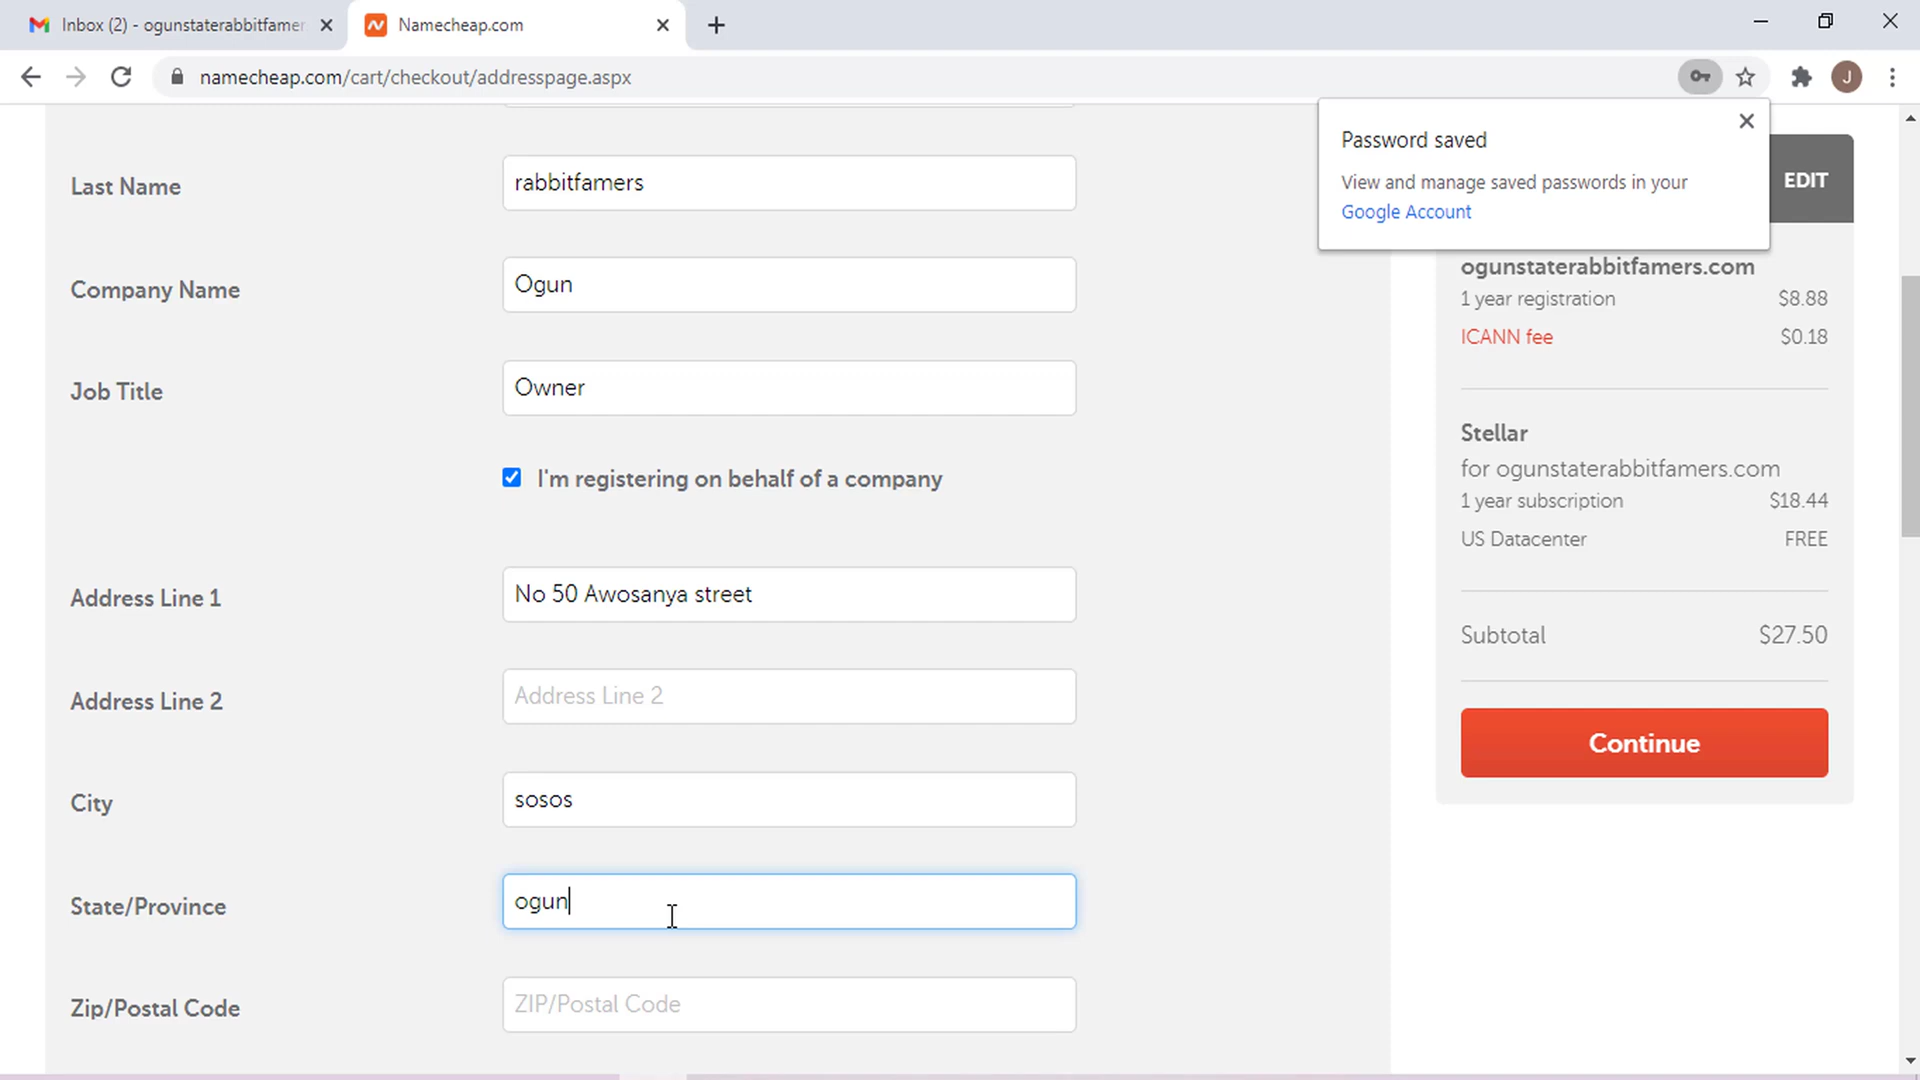 Inbox (2) - ogunstaterabbitfamer
Namecheap.com
namecheap.com/cart/checkout/addresspage.aspx
J
Password saved
View and manage saved passwords in your
Google Account
EDIT
Last Name
rabbitfamers
Company Name
Ogun
Job Title
Owner
I'm registering on behalf of a company
Address Line 1
No 50 Awosanya street
Address Line 2
Address Line 2
City
sosos
State/Province
ogun
Zip/Postal Code
ZIP/Postal Code
ogunstaterabbitfamers.com
1 year registration $8.88
ICANN fee $0.18
Stellar
for ogunstaterabbitfamers.com
1 year subscription $18.44
US Datacenter FREE
Subtotal $27.50
Continue